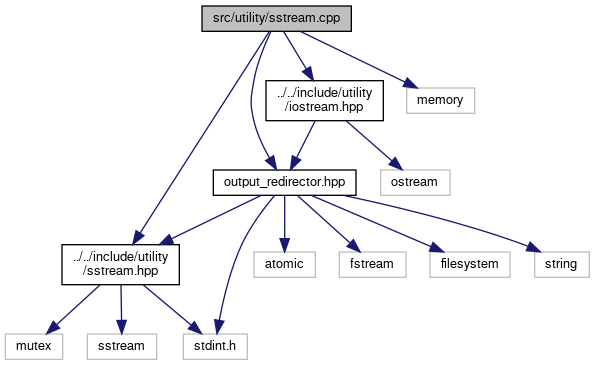 src/utility/sstream.cpp
../../include/utility
/iostream.hpp
memory
output_redirector.hpp
ostream
../../include/utility
/sstream.hpp
atomic
fstream
filesystem
string
mutex
sstream
stdint.h